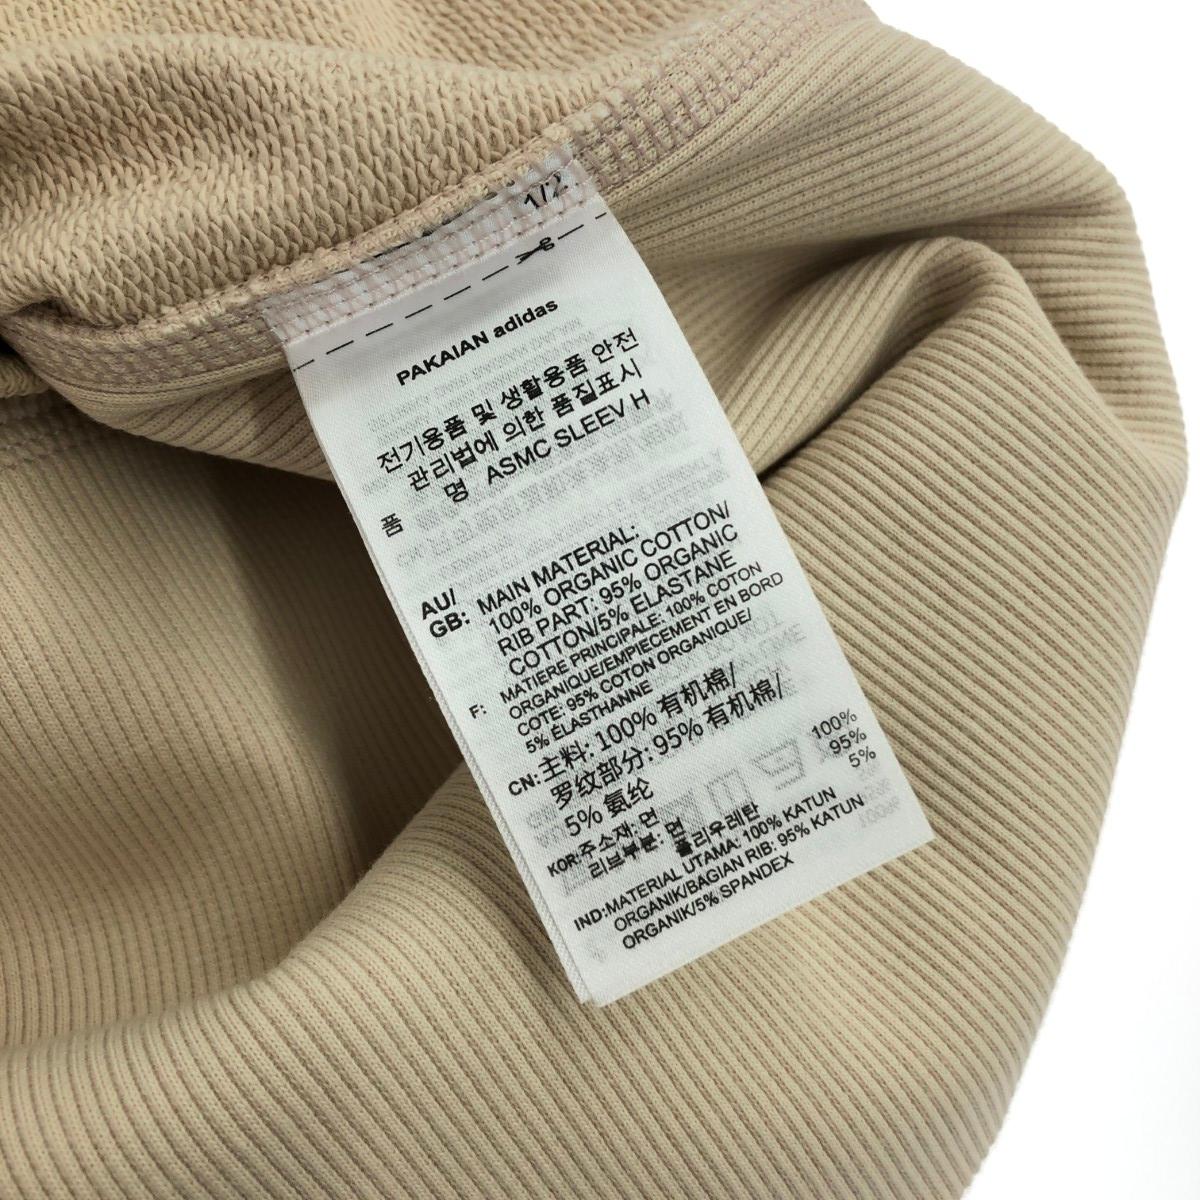 1/2
PAKAIAN adidas
전기용품 및 생활용품 안전
관리법에 의한 품질표시
품 명 ASMC SLEEV H
AU/
GB: MAIN MATERIAL:
100% ORGANIC COTTON/
RIB PART: 95% ORGANIC
COTTON/5% ELASTANE
F: MATIERE PRINCIPALE: 100% COTON
ORGANIQUE/EMPIECEMENT EN BORD
COTE: 95% COTON ORGANIQUE/
5% ÉLASTHANNE
CN: 主料: 100% 有机棉/
罗纹部分: 95% 有机棉/
5% 氨纶
KOR: 주소재: 면 100%
리브부분: 면 95%
폴리우레탄 5%
IND: MATERIAL UTAMA: 100% KATUN
ORGANIK/BAGIAN RIB: 95% KATUN
ORGANIK/5% SPANDEX